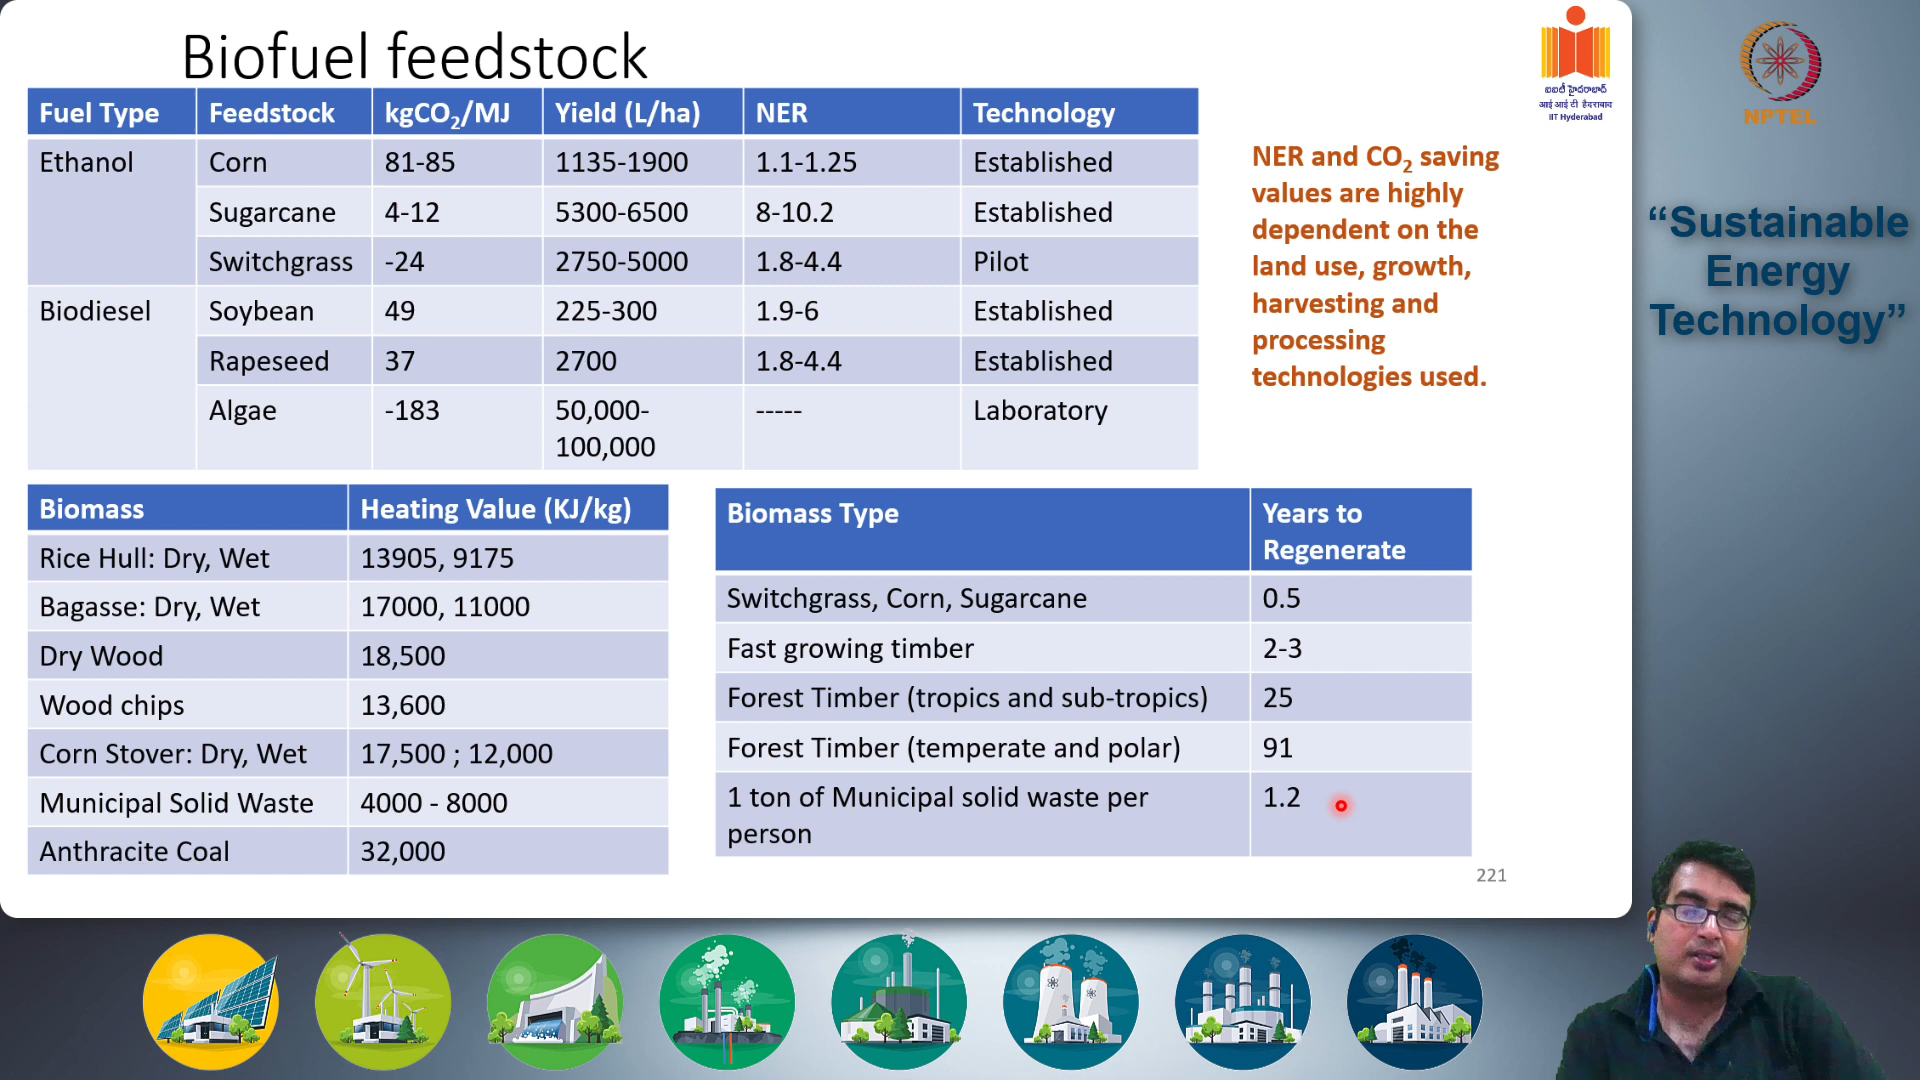 Biofuel feedstock
Fuel Type Feedstock kgCO₂/MJ Yield (L/ha) NER Technology
Ethanol Corn 81-85 1135-1900 1.1-1.25 Established
Sugarcane 4-12 5300-6500 8-10.2 Established
Switchgrass -24 2750-5000 1.8-4.4 Pilot
Biodiesel Soybean 49 225-300 1.9-6 Established
Rapeseed 37 2700 1.8-4.4 Established
Algae -183 50,000- ----- Laboratory
100,000
NER and CO₂ saving
values are highly
dependent on the
land use, growth,
harvesting and
processing
technologies used.
Biomass Heating Value (KJ/kg)
Rice Hull: Dry, Wet 13905, 9175
Bagasse: Dry, Wet 17000, 11000
Dry Wood 18,500
Wood chips 13,600
Corn Stover: Dry, Wet 17,500 ; 12,000
Municipal Solid Waste 4000 - 8000
Anthracite Coal 32,000
Biomass Type Years to
Regenerate
Switchgrass, Corn, Sugarcane 0.5
Fast growing timber 2-3
Forest Timber (tropics and sub-tropics) 25
Forest Timber (temperate and polar) 91
1 ton of Municipal solid waste per 1.2
person
221
ఐఐటీ హైదరాబాద్
आई आई टी हैदराबाद
IIT Hyderabad
NPTEL
“Sustainable
Energy
Technology”